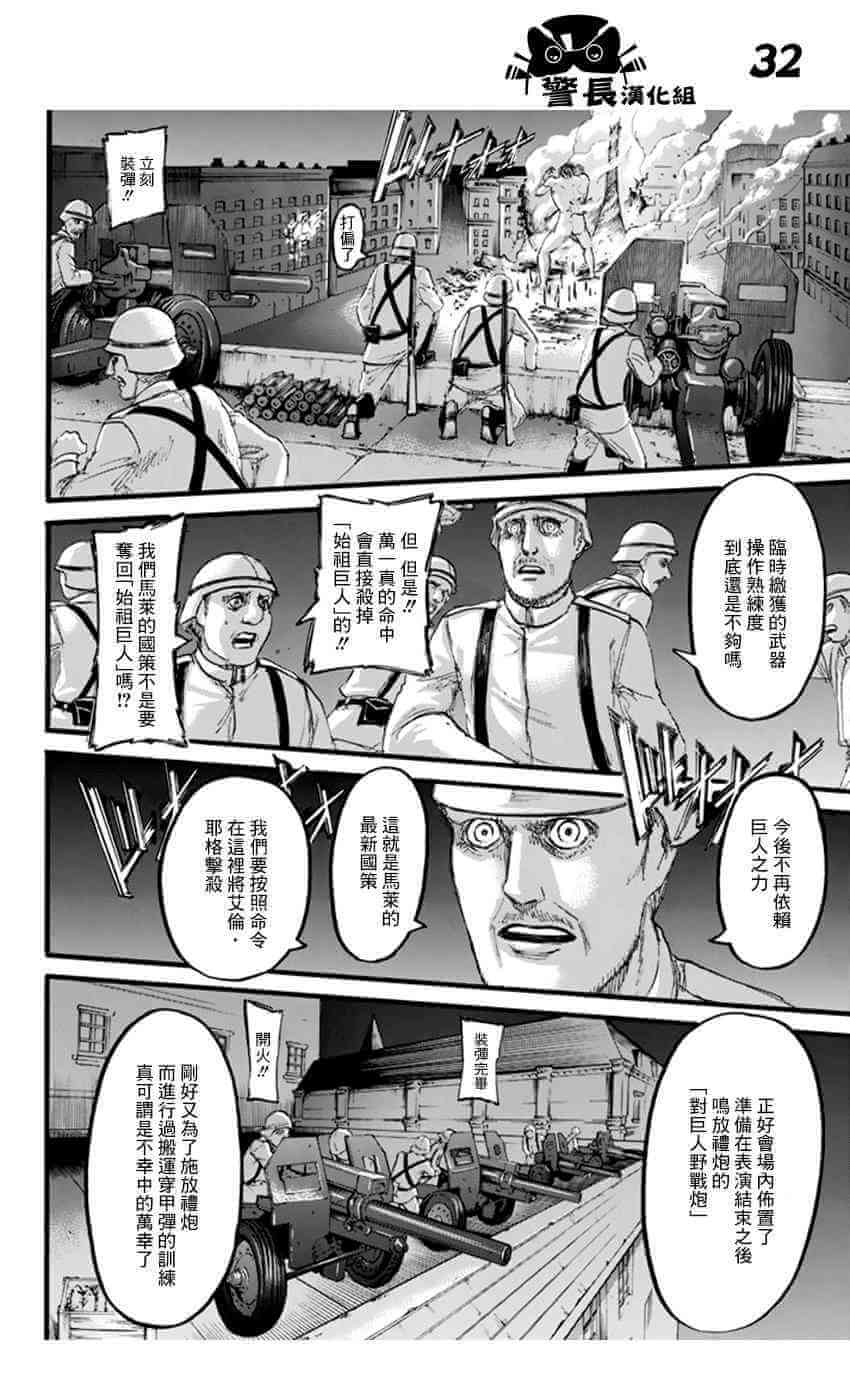 警長漢化組
32
ドォオオォ
打偏了
立刻
裝彈!!
臨時繳獲的武器
操作熟練度
到底還是不夠嗎
但 但是!!
萬一真的命中
會直接殺掉
「始祖巨人」的!!
我們馬萊的國策不是要
奪回「始祖巨人」嗎!?
今後不再依賴
巨人之力
這就是馬萊的
最新國策
我們要按照命令
在這裡將艾倫·
耶格擊殺
正好會場內佈置了
準備在表演結束之後
鳴放禮炮的
「對巨人野戰炮」
裝彈完畢
開火!!
剛好又為了施放禮炮
而進行過搬運穿甲彈的訓練
真可謂是不幸中的萬幸了